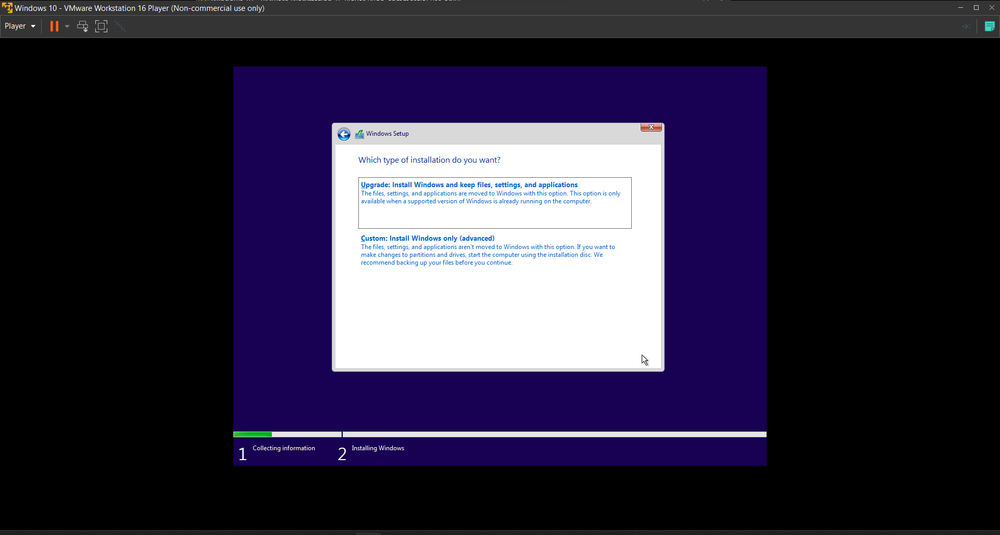 Windows 10 - VMware Workstation 16 Player (Non-commercial use only)
Player
Windows Setup
Which type of installation do you want?
Upgrade: Install Windows and keep files, settings, and applications
The files, settings, and applications are moved to Windows with this option. This option is only
available when a supported version of Windows is already running on the computer.
Custom: Install Windows only (advanced)
The files, settings, and applications aren't moved to Windows with this option. If you want to
make changes to partitions and drives, start the computer using the installation disc. We
recommend backing up your files before you continue.
1 Collecting information
2 Installing Windows